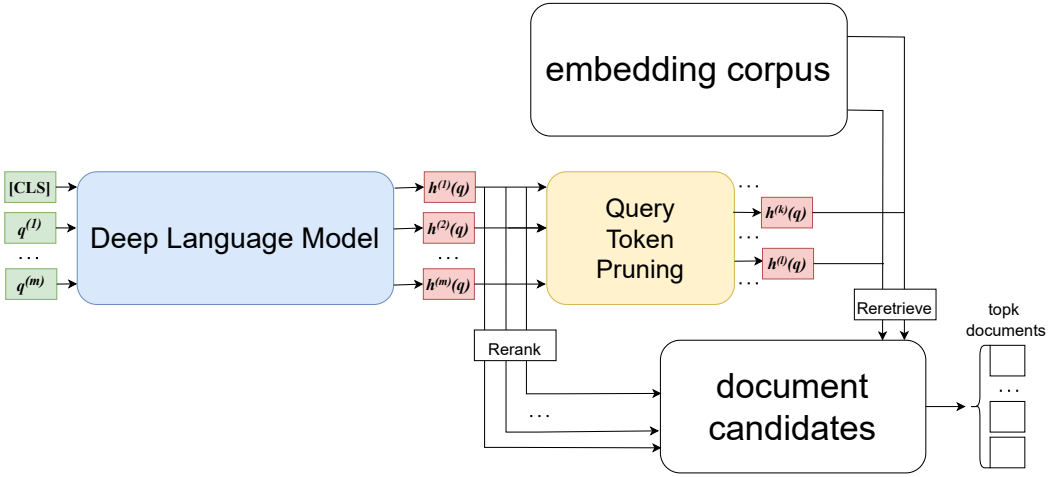 embedding corpus
[CLS]
q^(1)
...
q^(m)
Deep Language Model
h^(1)(q)
h^(2)(q)
...
h^(m)(q)
Query
Token
Pruning
...
h^(k)(q)
...
h^(l)(q)
...
Reretrieve
Rerank
...
document
candidates
topk
documents
...